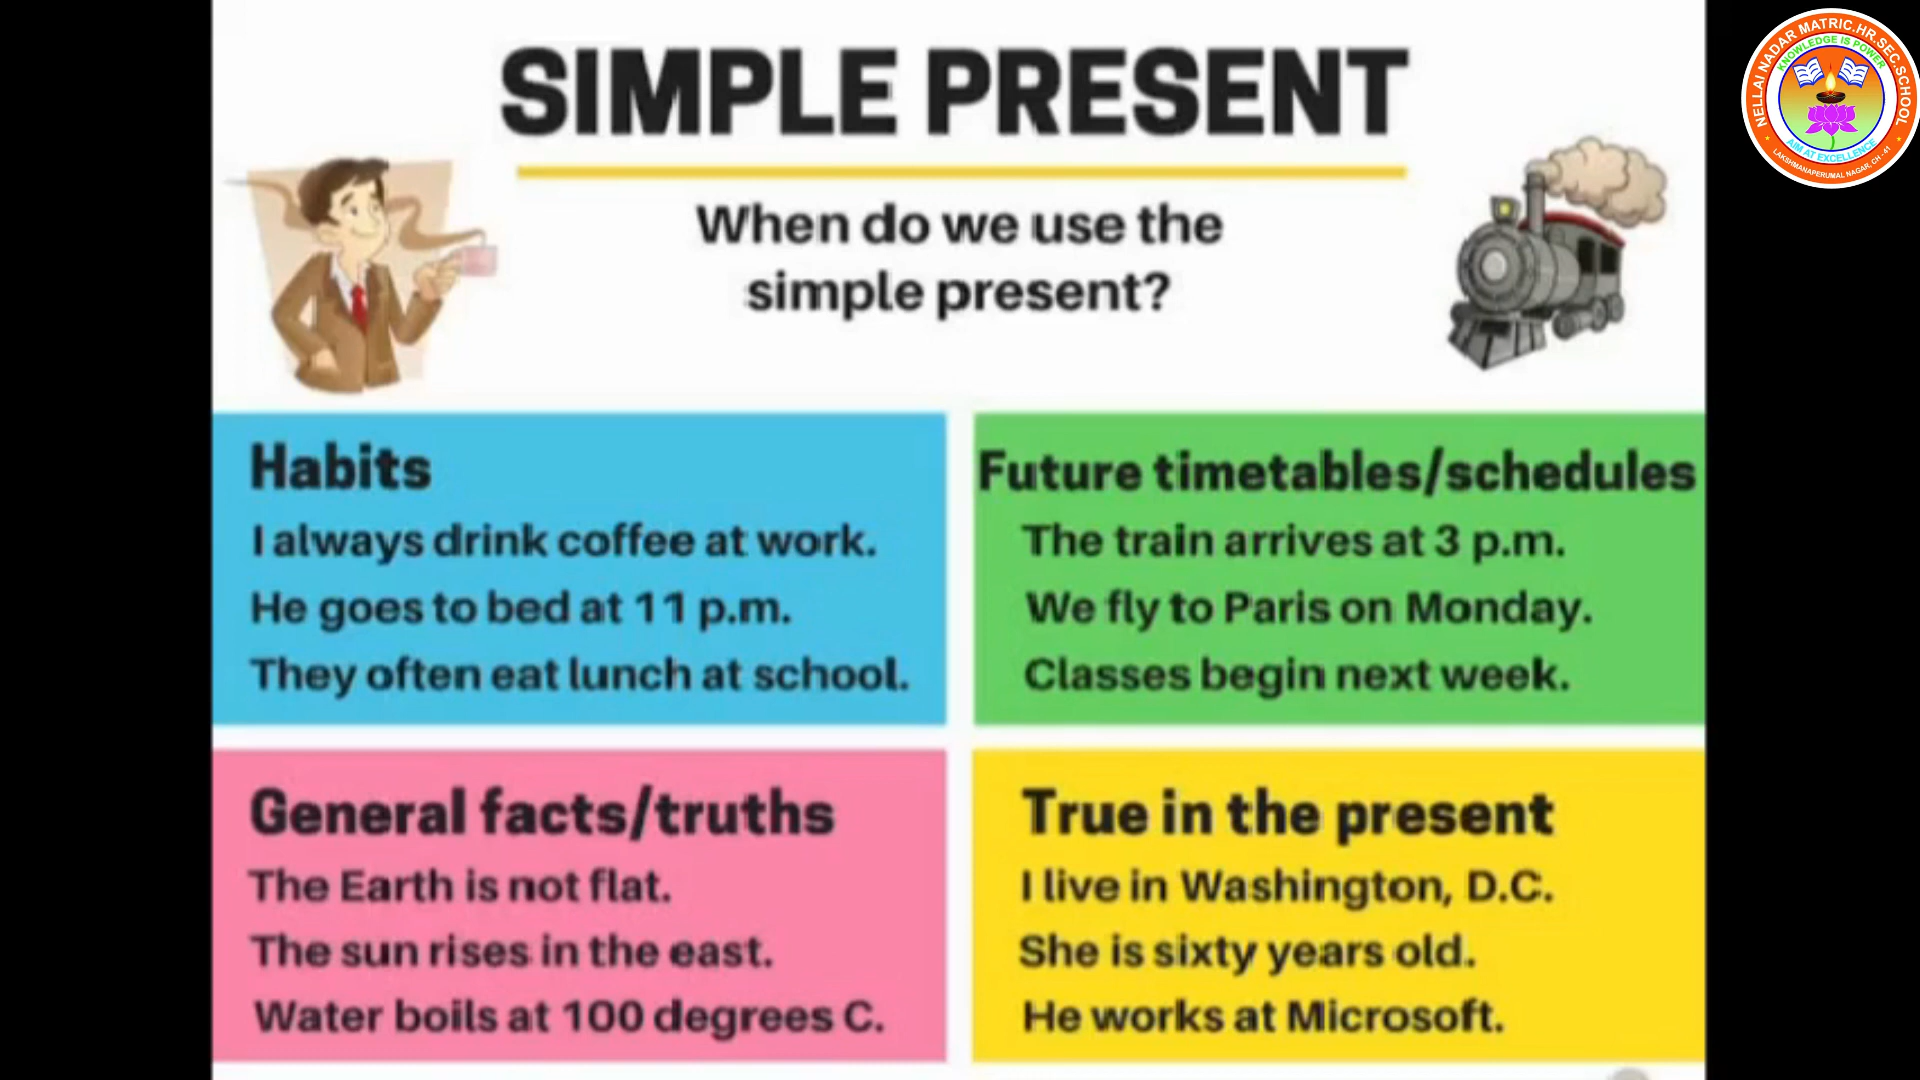 SIMPLE PRESENT
When do we use the
simple present?
Habits
I always drink coffee at work.
He goes to bed at 11 p.m.
They often eat lunch at school.
Future timetables/schedules
The train arrives at 3 p.m.
We fly to Paris on Monday.
Classes begin next week.
General facts/truths
The Earth is not flat.
The sun rises in the east.
Water boils at 100 degrees C.
True in the present
I live in Washington, D.C.
She is sixty years old.
He works at Microsoft.
NELLAI NADAR MATRIC.HR.SEC.SCHOOL
KNOWLEDGE IS POWER
AIM AT EXCELLENCE
LAKSHMANAPERUMAL NAGAR, CH - 41